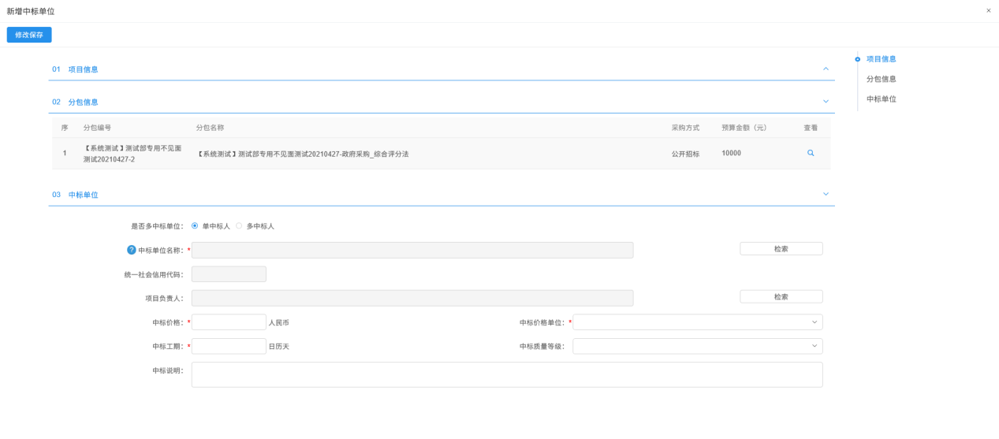 新增中标单位
×
修改保存
01 项目信息
02 分包信息
序 分包编号 分包名称 采购方式 预算金额（元） 查看
1 【系统测试】测试部专用不见面测试20210427-2 【系统测试】测试部专用不见面测试20210427-政府采购_综合评分法 公开招标 10000
03 中标单位
是否多中标单位： 单中标人 多中标人
? 中标单位名称：* 检索
统一社会信用代码：
项目负责人： 检索
中标价格：* 人民币 中标价格单位：*
中标工期：* 日历天 中标质量等级：
中标说明：
项目信息
分包信息
中标单位